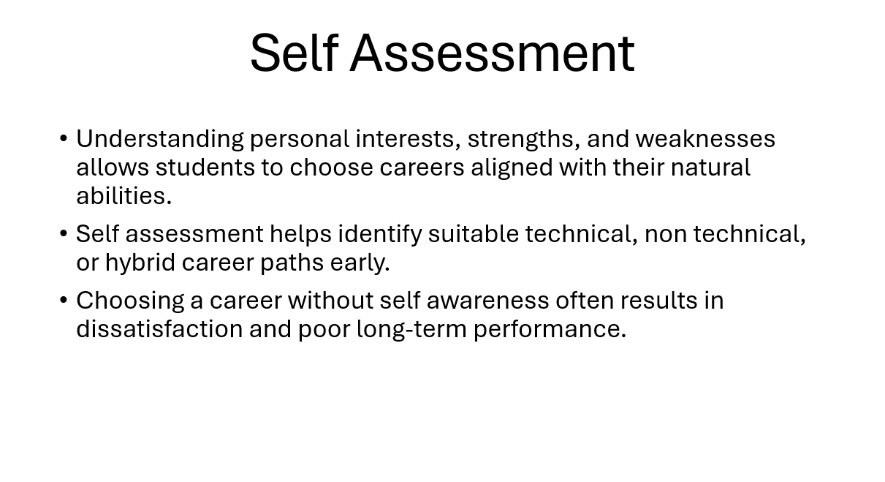 Self Assessment
• Understanding personal interests, strengths, and weaknesses
allows students to choose careers aligned with their natural
abilities.
• Self assessment helps identify suitable technical, non technical,
or hybrid career paths early.
• Choosing a career without self awareness often results in
dissatisfaction and poor long-term performance.